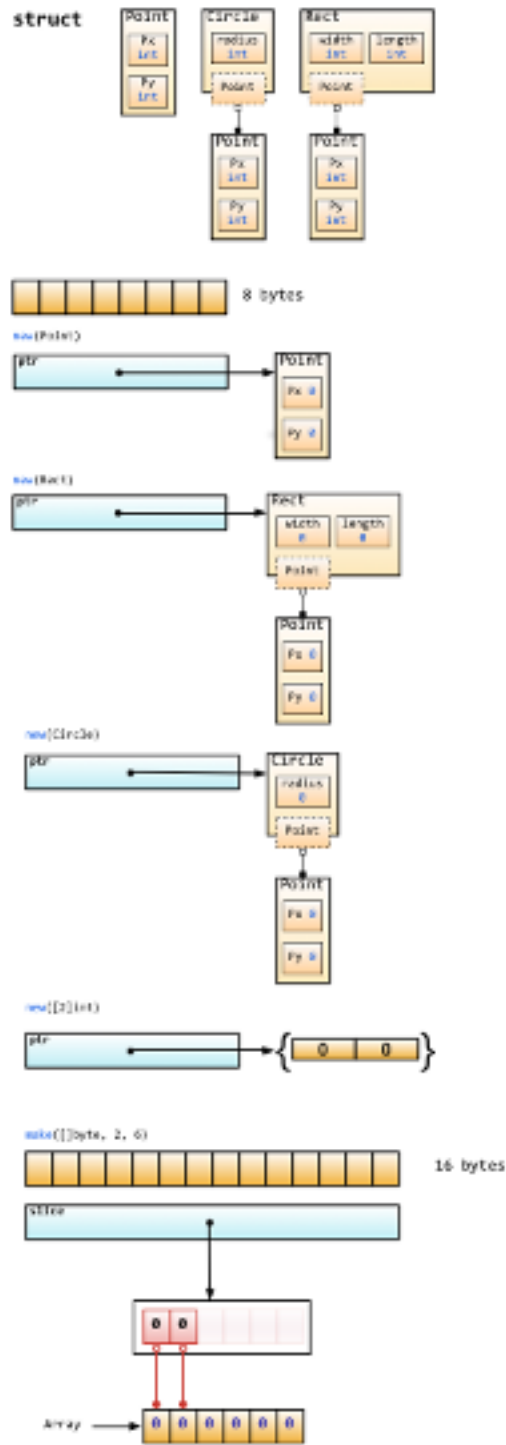 struct
Point
Px
int
Py
int
Circle
radius
int
Point
Rect
width
int
length
int
Point
Point
Px
int
Py
int
Point
Px
int
Py
int
8 bytes
new(Point)
ptr
Point
Px 0
Py 0
new(Rect)
ptr
Rect
width
0
length
0
Point
Point
Px 0
Py 0
new(Circle)
ptr
Circle
radius
0
Point
Point
Px 0
Py 0
new([2]int)
ptr
{ 0 0 }
make([]byte, 2, 6)
16 bytes
slice
0 0
Array
0 0 0 0 0 0